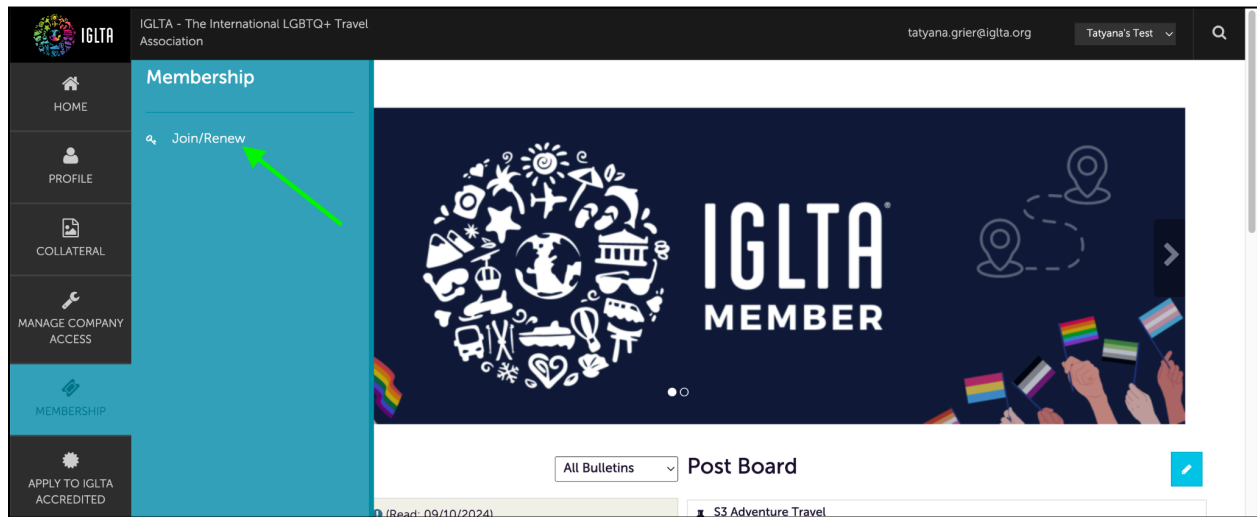 IGLTA
IGLTA - The International LGBTQ+ Travel
Association
tatyana.grier@iglta.org
Tatyana's Test
HOME
PROFILE
COLLATERAL
MANAGE COMPANY
ACCESS
MEMBERSHIP
APPLY TO IGLTA
ACCREDITED
Membership
Join/Renew
IGLTA®
MEMBER
All Bulletins
Post Board
(Read: 09/10/2024)
S3 Adventure Travel